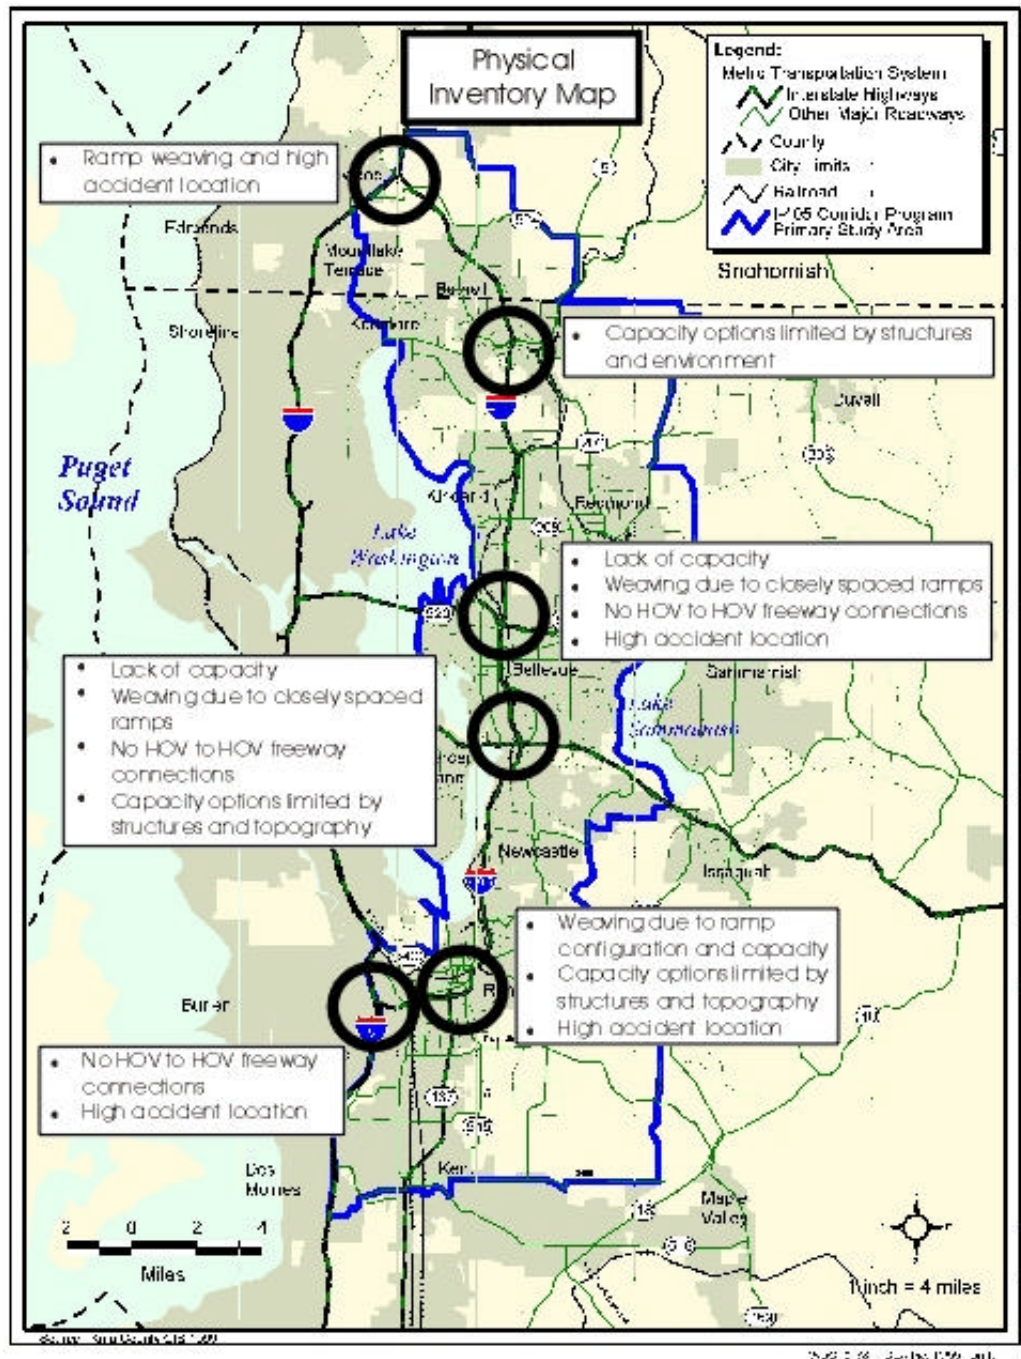 Physical
Inventory Map
Legend:
Metro Transportation System
Interstate Highways
Other Major Roadways
County
City Limits
Railroad
I-405 Corridor Program
Primary Study Area
• Ramp weaving and high
accident location
Edmonds
Mountlake
Terrace
Snohomish
Shoreline
• Capacity options limited by structures
and environment
Duvall
Puget
Sound
Kirkland
Redmond
Lake
Washington
• Lack of capacity
• Weaving due to closely spaced ramps
• No HOV to HOV freeway connections
• High accident location
520
Bellevue
Sammamish
Lake
Sammamish
• Lack of capacity
• Weaving due to closely spaced
ramps
• No HOV to HOV freeway
connections
• Capacity options limited by
structures and topography
Newcastle
Issaquah
• Weaving due to ramp
configuration and capacity
• Capacity options limited by
structures and topography
• High accident location
Burien
• No HOV to HOV freeway
connections
• High accident location
Des
Moines
Kent
Maple
Valley
18
516
2 0 2 4
Miles
1 inch = 4 miles